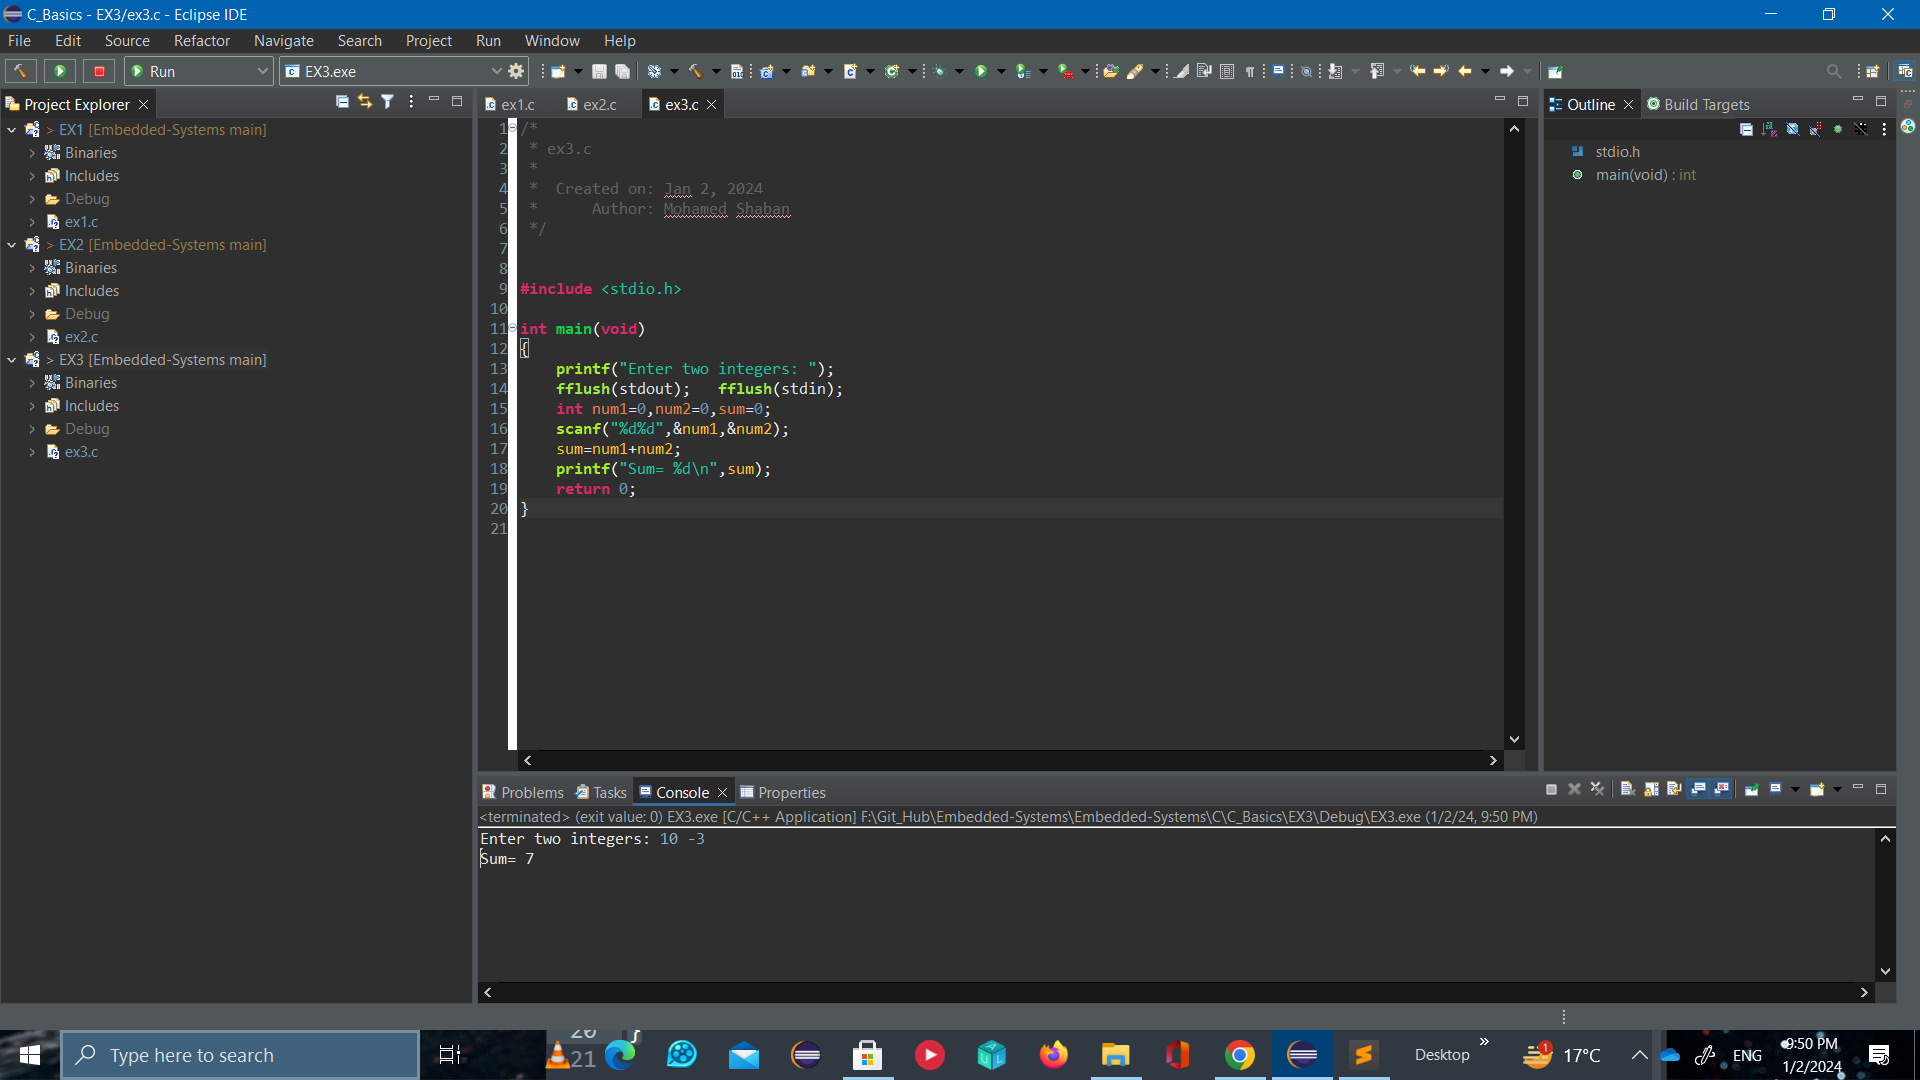 C_Basics - EX3/ex3.c - Eclipse IDE
File Edit Source Refactor Navigate Search Project Run Window Help
Run EX3.exe
Project Explorer
> EX1 [Embedded-Systems main]
Binaries
Includes
Debug
ex1.c
> EX2 [Embedded-Systems main]
Binaries
Includes
Debug
ex2.c
> EX3 [Embedded-Systems main]
Binaries
Includes
Debug
ex3.c
ex1.c ex2.c ex3.c
1 /*
2 * ex3.c
3 *
4 * Created on: Jan 2, 2024
5 * Author: Mohamed Shaban
6 */
7
8
9 #include <stdio.h>
10
11 int main(void)
12 {
13 printf("Enter two integers: ");
14 fflush(stdout); fflush(stdin);
15 int num1=0,num2=0,sum=0;
16 scanf("%d%d",&num1,&num2);
17 sum=num1+num2;
18 printf("Sum= %d\n",sum);
19 return 0;
20 }
21
Outline Build Targets
stdio.h
main(void) : int
Problems Tasks Console Properties
<terminated> (exit value: 0) EX3.exe [C/C++ Application] F:\Git_Hub\Embedded-Systems\Embedded-Systems\C\C_Basics\EX3\Debug\EX3.exe (1/2/24, 9:50 PM)
Enter two integers: 10 -3
Sum= 7
Type here to search
20 }
21
Desktop
1
17°C
ENG
9:50 PM
1/2/2024